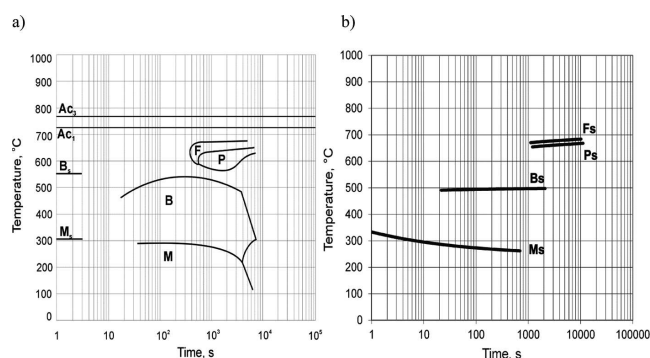 a)
Temperature, °C
1000
900
800
700
600
500
400
300
200
100
0
Ac3
Ac1
Bs
Ms
F
P
B
M
1
10
10²
10³
10⁴
10⁵
Time, s
b)
Temperature, °C
1000
900
800
700
600
500
400
300
200
100
0
Fs
Ps
Bs
Ms
1
10
100
1000
10000
100000
Time, s